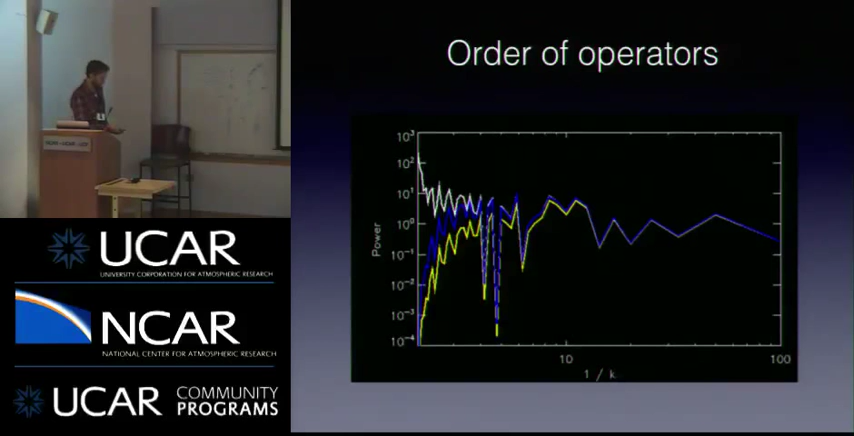 Order of operators
10³
10²
10¹
10⁰
10⁻¹
10⁻²
10⁻³
10⁻⁴
Power
10
100
1 / k
UCAR
UNIVERSITY CORPORATION FOR ATMOSPHERIC RESEARCH
NCAR
NATIONAL CENTER FOR ATMOSPHERIC RESEARCH
UCAR COMMUNITY
PROGRAMS